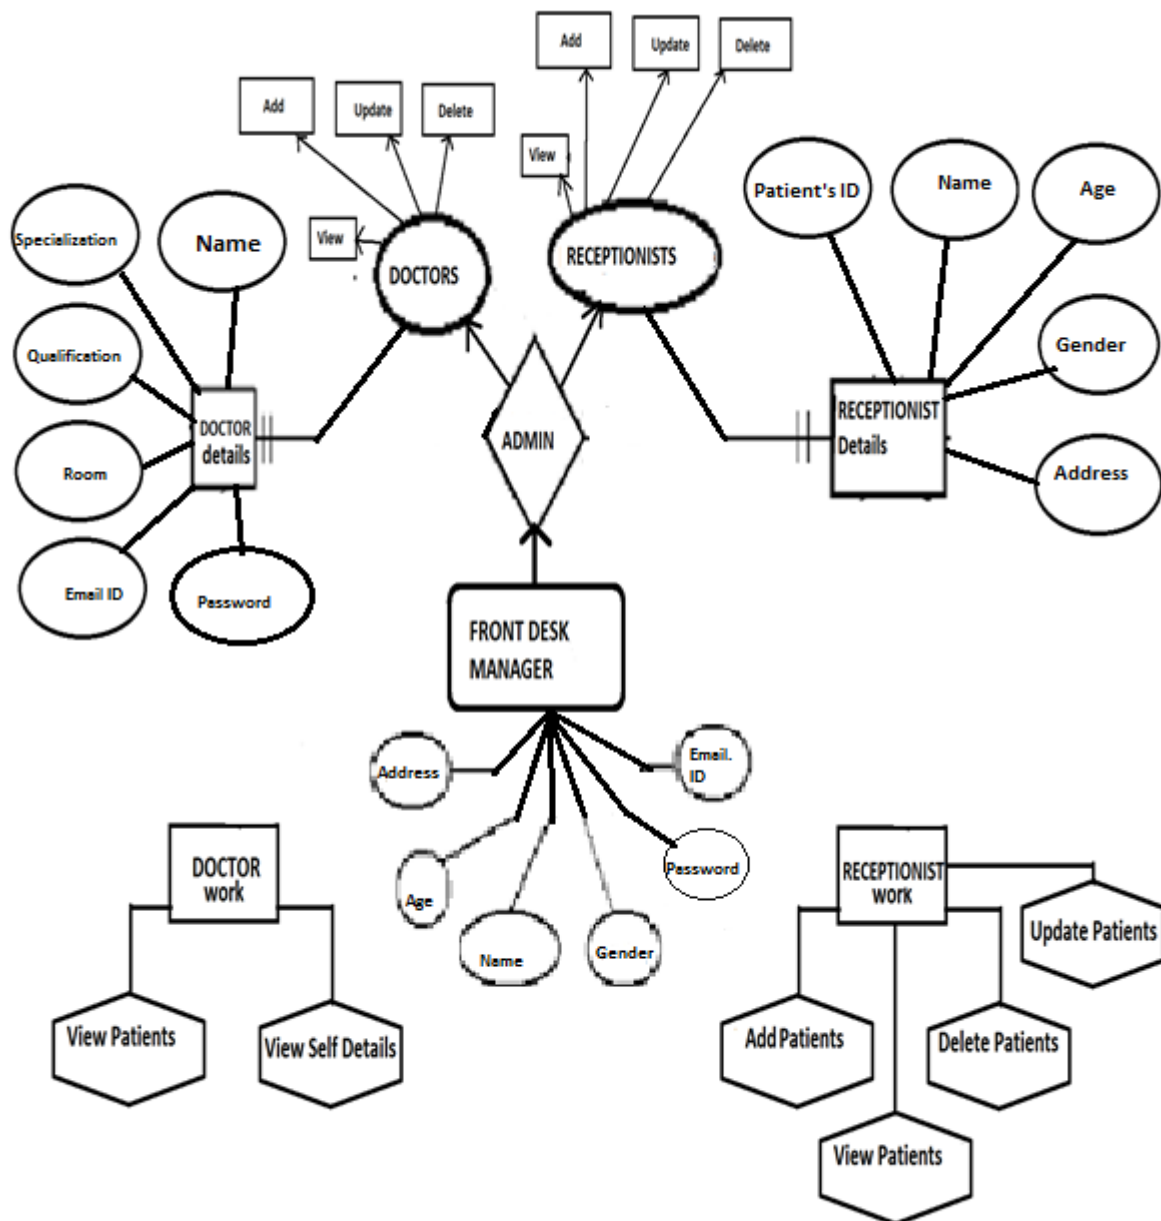 Add
Update
Delete
Add
Update
Delete
View
View
Specialization
Name
DOCTORS
RECEPTIONISTS
Patient's ID
Name
Age
Qualification
Gender
DOCTOR
details
ADMIN
RECEPTIONIST
Details
Room
Address
Email ID
Password
FRONT DESK
MANAGER
Address
Email.
ID
Age
Name
Gender
Password
DOCTOR
work
RECEPTIONIST
work
Update Patients
View Patients
View Self Details
Add Patients
Delete Patients
View Patients